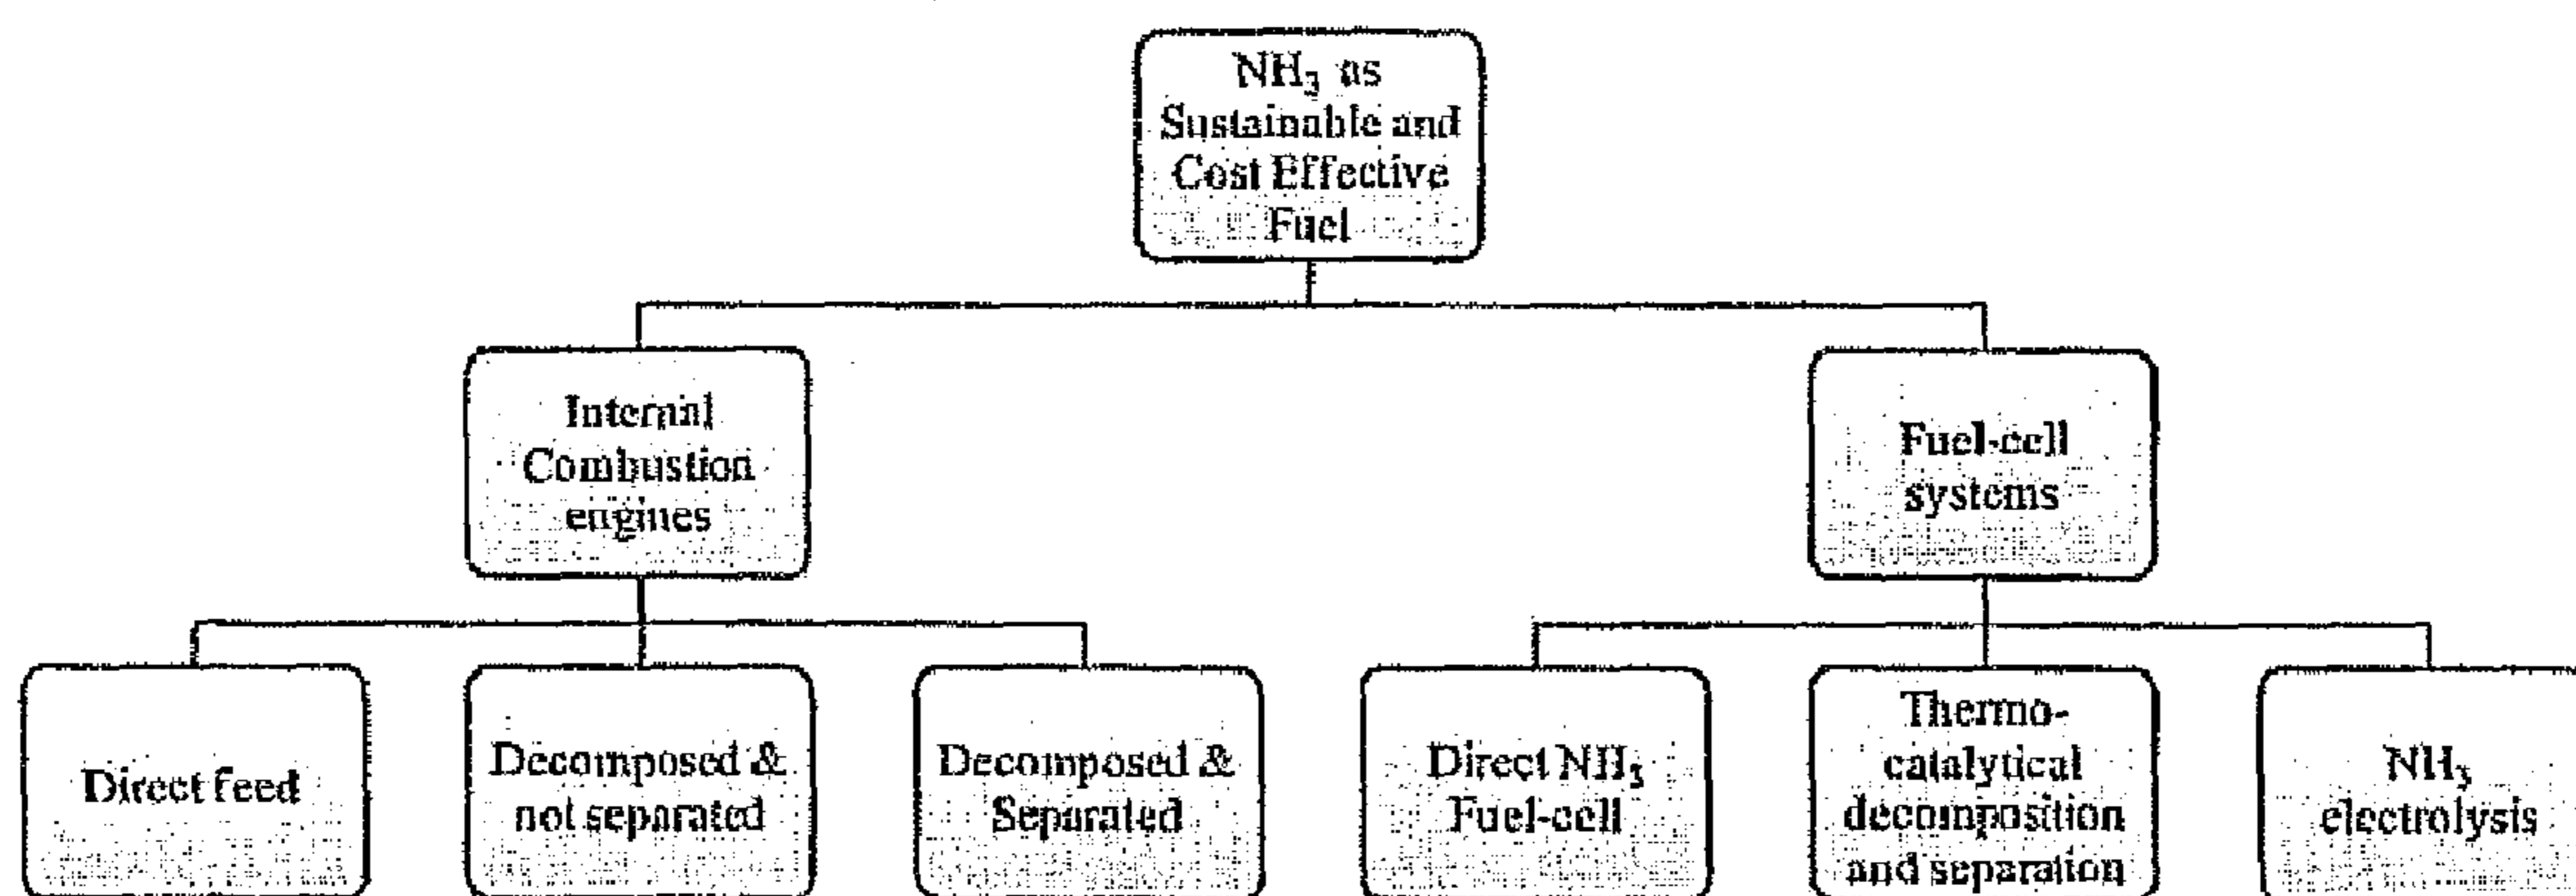 NH₃ as
Sustainable and
Cost Effective
Fuel
Internal
Combustion
engines
Fuel-cell
systems
Direct feed
Decomposed &
not separated
Decomposed &
Separated
Direct NH₃
Fuel-cell
Thermo-
catalytical
decomposition
and separation
NH₃
electrolysis